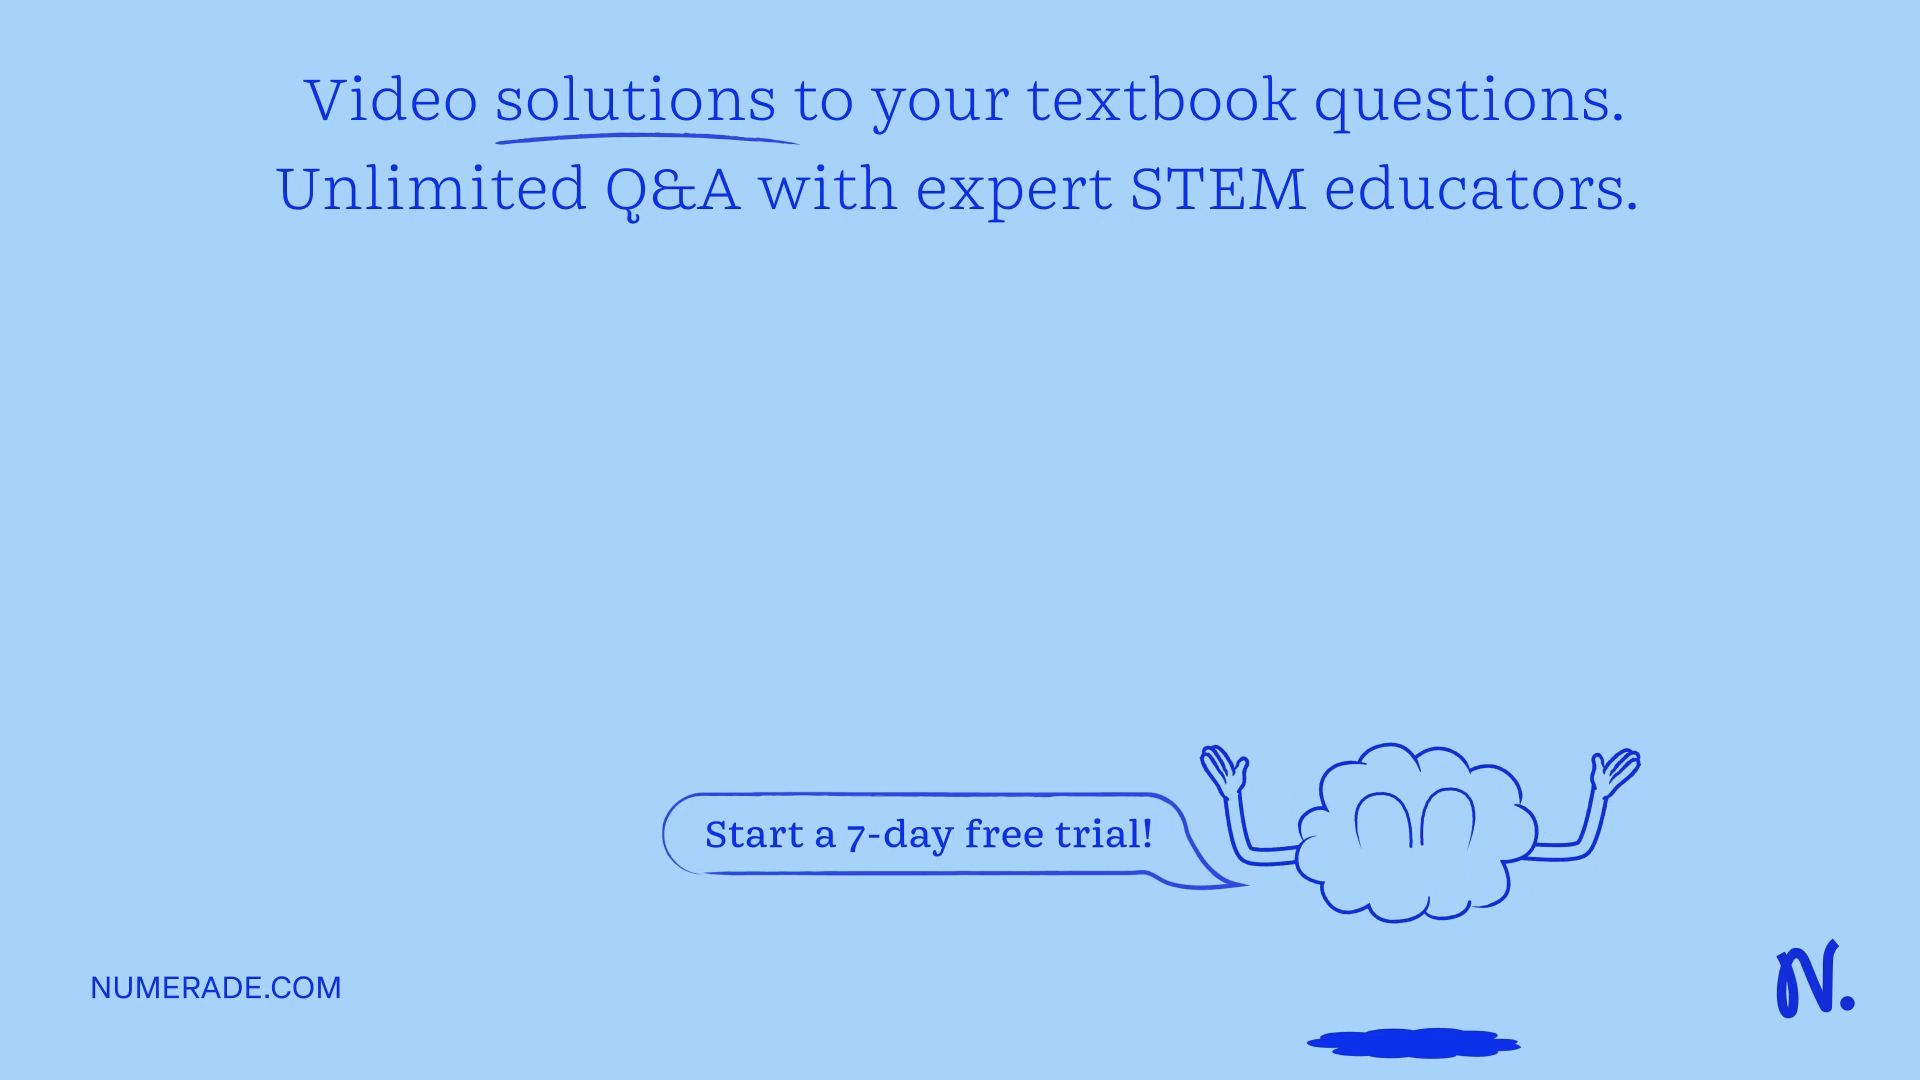 Video solutions to your textbook questions.
Unlimited Q&A with expert STEM educators.
Start a 7-day free trial!
NUMERADE.COM
N.